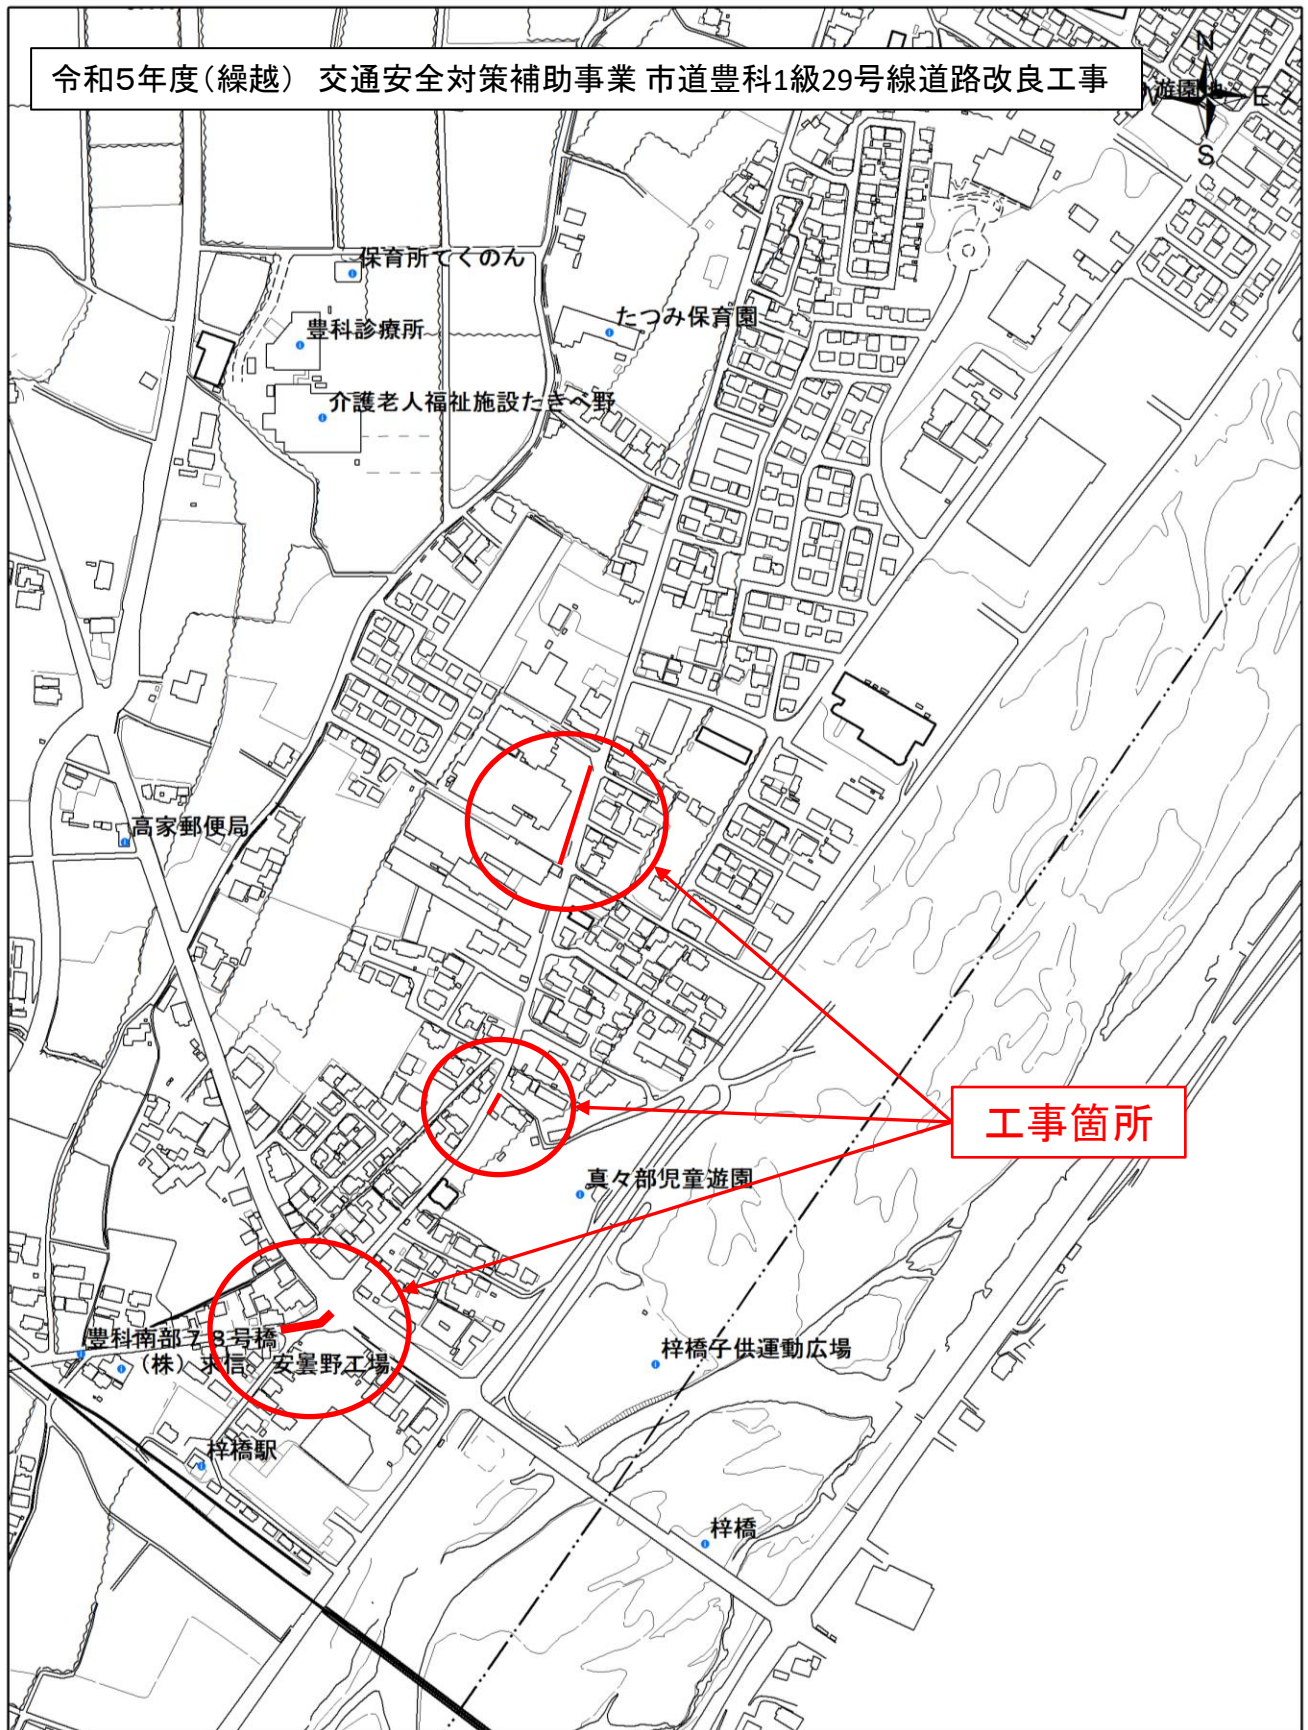 令和5年度(繰越) 交通安全対策補助事業 市道豊科1級29号線道路改良工事
N
E
S
保育所てくのん
たつみ保育園
豊科診療所
介護老人福祉施設たきべ野
高家郵便局
工事箇所
真々部児童遊園
豊科南部78号橋
(株)求信 安曇野工場
梓橋子供運動広場
梓橋駅
梓橋